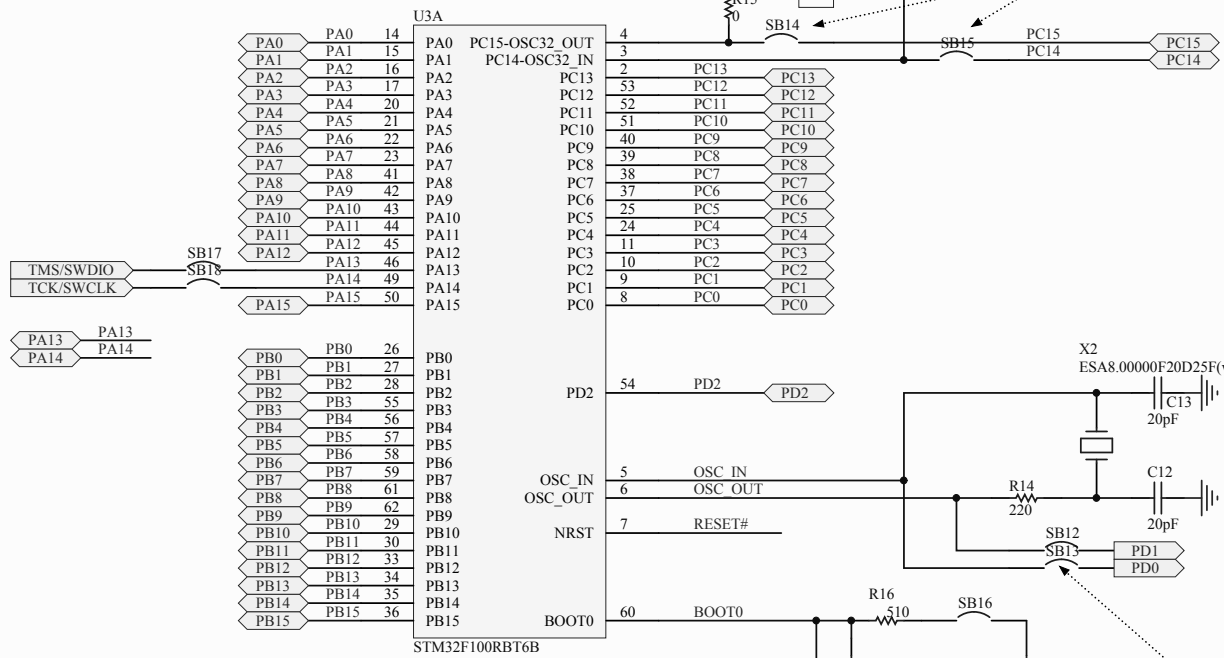 R15
0
U3A
SB14
PA0 PA0 14 PA0 PC15-OSC32_OUT 4 PC15 PC15
PA1 PA1 15 PA1 PC14-OSC32_IN 3 SB15 PC14 PC14
PA2 PA2 16 PA2 PC13 2 PC13 PC13
PA3 PA3 17 PA3 PC12 53 PC12 PC12
PA4 PA4 20 PA4 PC11 52 PC11 PC11
PA5 PA5 21 PA5 PC10 51 PC10 PC10
PA6 PA6 22 PA6 PC9 40 PC9 PC9
PA7 PA7 23 PA7 PC8 39 PC8 PC8
PA8 PA8 41 PA8 PC7 38 PC7 PC7
PA9 PA9 42 PA9 PC6 37 PC6 PC6
PA10 PA10 43 PA10 PC5 25 PC5 PC5
PA11 PA11 44 PA11 PC4 24 PC4 PC4
PA12 PA12 45 PA12 PC3 11 PC3 PC3
SB17
TMS/SWDIO PA13 46 PA13 PC2 10 PC2 PC2
SB18
TCK/SWCLK PA14 49 PA14 PC1 9 PC1 PC1
PA15 PA15 50 PA15 PC0 8 PC0 PC0
PA13 PA13
PA14 PA14
X2
ESA8.00000F20D25F(
PB0 PB0 26 PB0
PB1 PB1 27 PB1
PB2 PB2 28 PB2 PD2 54 PD2 PD2
C13
20pF
PB3 PB3 55 PB3
PB4 PB4 56 PB4
PB5 PB5 57 PB5
PB6 PB6 58 PB6
PB7 PB7 59 PB7 OSC_IN 5 OSC_IN
C12
20pF
PB8 PB8 61 PB8 OSC_OUT 6 OSC_OUT R14
220
PB9 PB9 62 PB9
PB10 PB10 29 PB10 NRST 7 RESET#
PB11 PB11 30 PB11 SB12 PD1
PB12 PB12 33 PB12 SB13 PD0
PB13 PB13 34 PB13
PB14 PB14 35 PB14
PB15 PB15 36 PB15 BOOT0 60 BOOT0 R16
510
SB16
STM32F100RBT6B